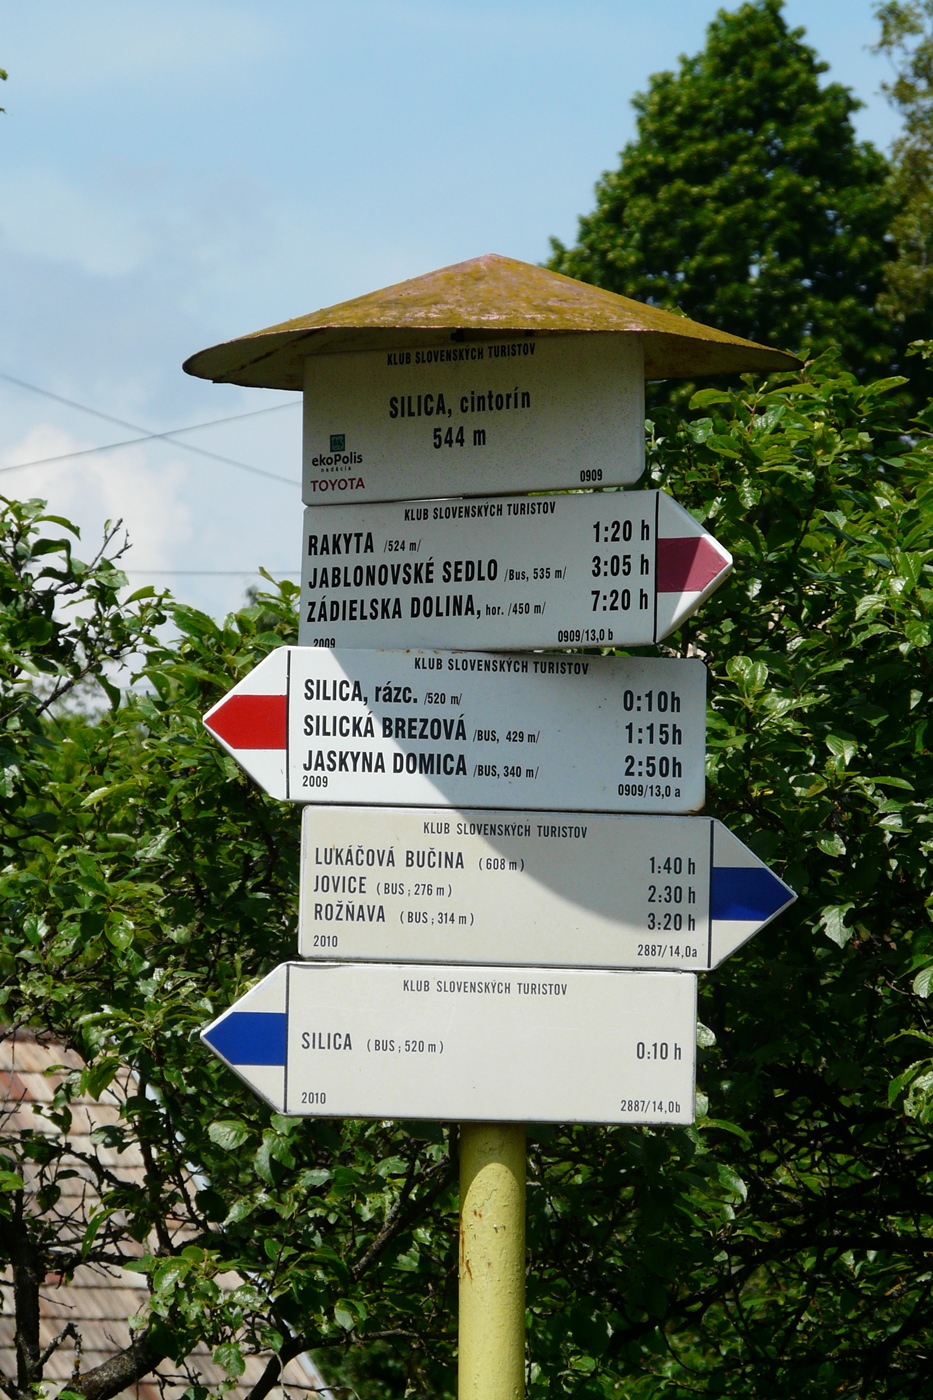 KLUB SLOVENSKÝCH TURISTOV
SILICA, cintorín
544 m
ekoPolis
nadácia
TOYOTA
0909
KLUB SLOVENSKÝCH TURISTOV
RAKYTA /524 m/ 1:20 h
JABLONOVSKÉ SEDLO /Bus, 535 m/ 3:05 h
ZÁDIELSKA DOLINA, hor. /450 m/ 7:20 h
2009 0909/13,0 b
KLUB SLOVENSKÝCH TURISTOV
SILICA, rázc. /520 m/ 0:10h
SILICKÁ BREZOVÁ /BUS, 429 m/ 1:15h
JASKYNA DOMICA /BUS, 340 m/ 2:50h
2009 0909/13,0 a
KLUB SLOVENSKÝCH TURISTOV
LUKÁČOVÁ BUČINA (608 m) 1:40 h
JOVICE (BUS; 276 m) 2:30 h
ROŽŇAVA (BUS; 314 m) 3:20 h
2010 2887/14,0a
KLUB SLOVENSKÝCH TURISTOV
SILICA (BUS; 520 m) 0:10 h
2010 2887/14,0b